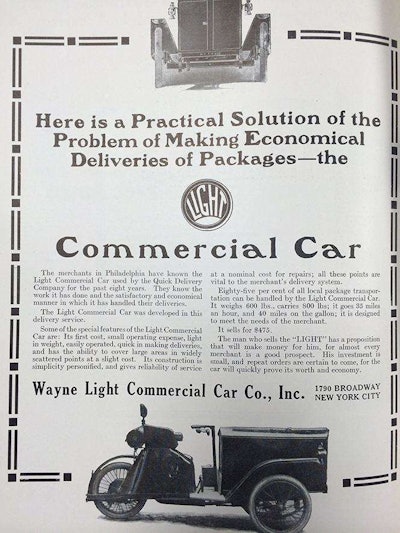 Here is a Practical Solution of the
Problem of Making Economical
Deliveries of Packages—the
LIGHT
Commercial Car
The merchants in Philadelphia have known the
Light Commercial Car used by the Quick Delivery
Company for the past eight years. They know the
work it has done and the satisfactory and economical
manner in which it has handled their deliveries.
The Light Commercial Car was developed in this
delivery service.
Some of the special features of the Light Commercial
Car are: Its first cost, small operating expense, light
in weight, easily operated, quick in making deliveries,
and has the ability to cover large areas in widely
scattered points at a small cost. Its construction is
simplicity personified, and gives reliability of service
at a nominal cost for repairs; all these points are
vital to the merchant's delivery system.
Eighty-five per cent of all local package transpor-
tation can be handled by the Light Commercial Car.
It weighs 600 lbs., carries 800 lbs; it goes 35 miles
an hour, and 40 miles on the gallon; it is designed
to meet the needs of the merchant.
It sells for $475.
The man who sells the "LIGHT" has a proposition
that will make money for him, for almost every
merchant is a good prospect. His investment is
small, and repeat orders are certain to come, for the
car will quickly prove its worth and economy.
Wayne Light Commercial Car Co., Inc.
1790 BROADWAY
NEW YORK CITY